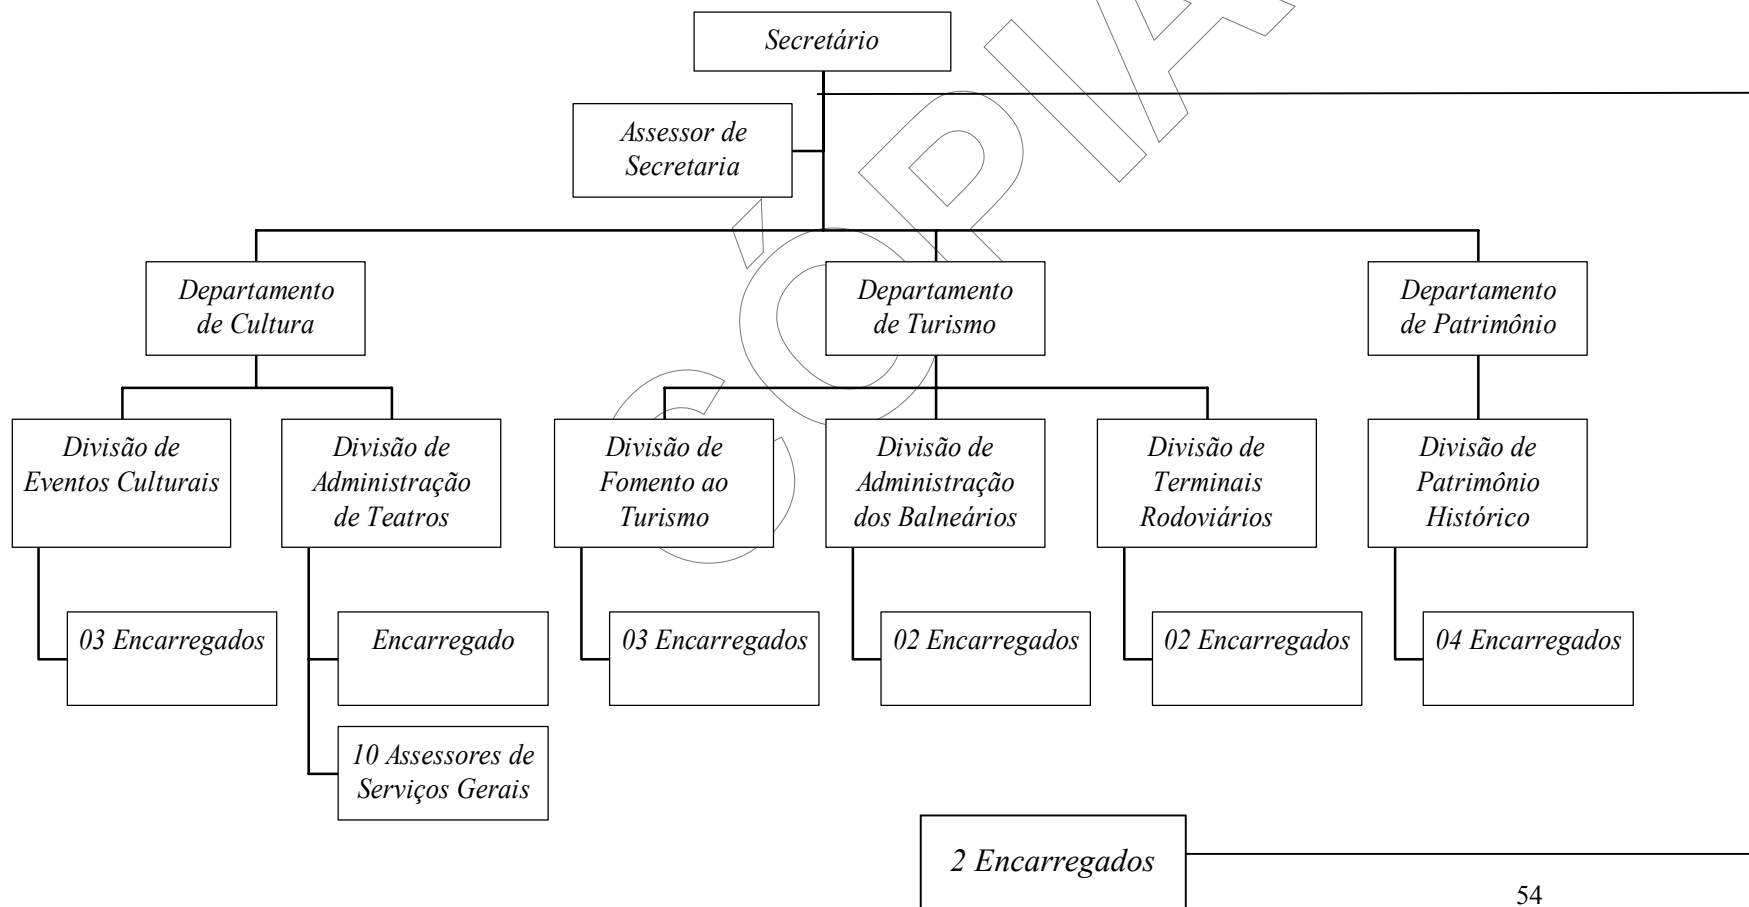 Secretário
Assessor de
Secretaria
Departamento
de Cultura
Departamento
de Turismo
Departamento
de Patrimônio
Divisão de
Eventos Culturais
Divisão de
Administração
de Teatros
Divisão de
Fomento ao
Turismo
Divisão de
Administração
dos Balneários
Divisão de
Terminais
Rodoviários
Divisão de
Patrimônio
Histórico
03 Encarregados
Encarregado
03 Encarregados
02 Encarregados
02 Encarregados
04 Encarregados
10 Assessores de
Serviços Gerais
2 Encarregados
54
CÓPIA